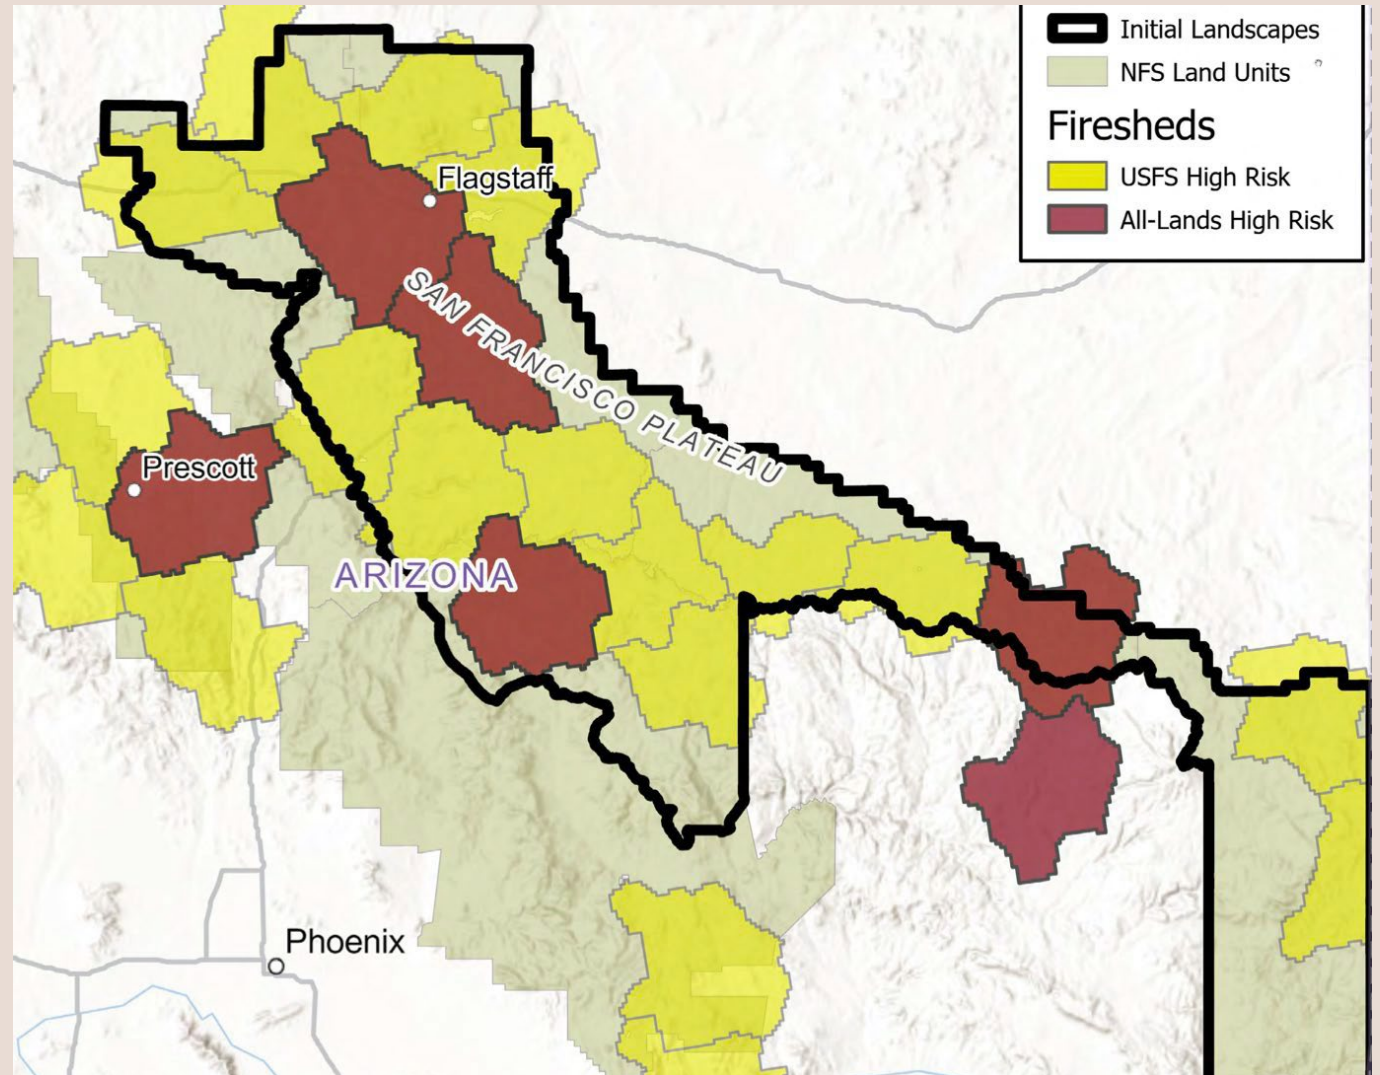 Initial Landscapes
NFS Land Units
Firesheds
USFS High Risk
All-Lands High Risk
Flagstaff
SAN FRANCISCO PLATEAU
Prescott
ARIZONA
Phoenix